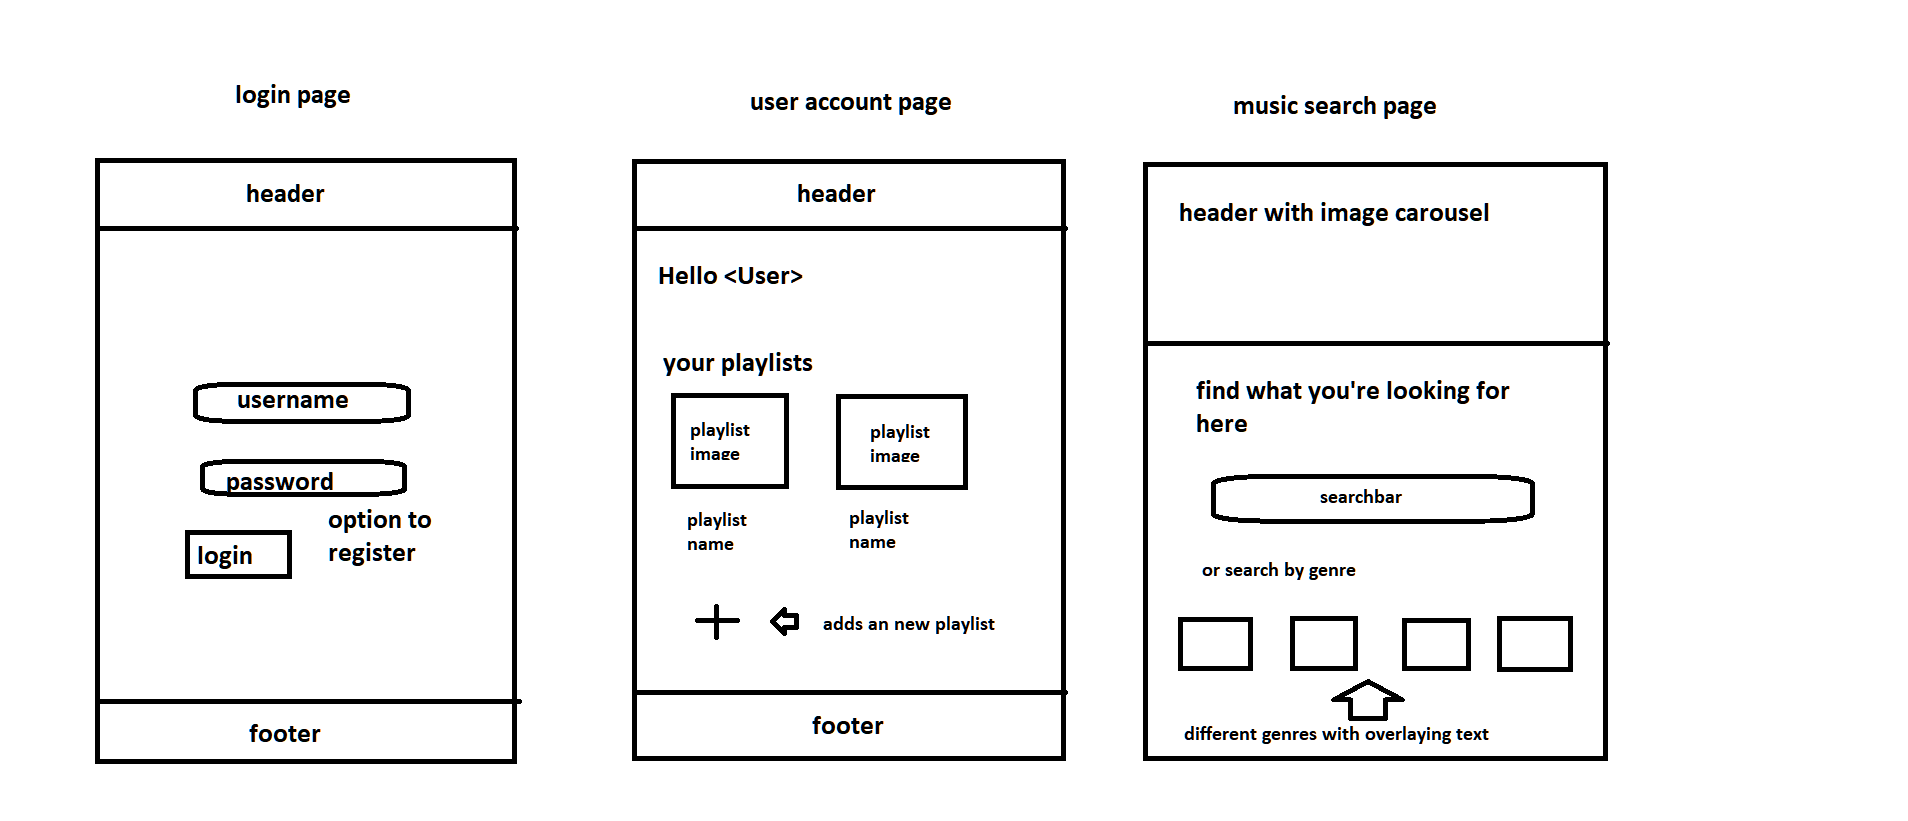 login page
header
username
password
option to
register
login
footer
user account page
header
Hello <User>
your playlists
playlist
image
playlist
image
playlist
name
playlist
name
adds an new playlist
footer
music search page
header with image carousel
find what you're looking for
here
searchbar
or search by genre
different genres with overlaying text